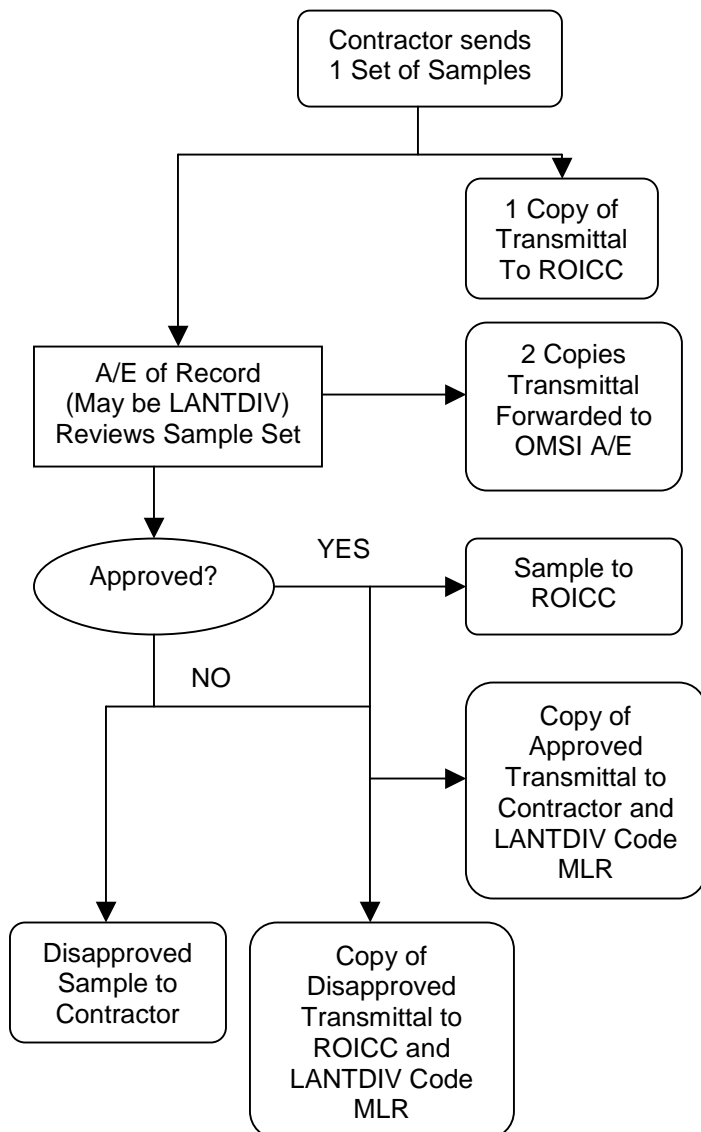 Contractor sends
1 Set of Samples
1 Copy of
Transmittal
To ROICC
A/E of Record
(May be LANTDIV)
Reviews Sample Set
2 Copies
Transmittal
Forwarded to
OMSI A/E
Approved?
YES
Sample to
ROICC
NO
Copy of
Approved
Transmittal to
Contractor and
LANTDIV Code
MLR
Disapproved
Sample to
Contractor
Copy of
Disapproved
Transmittal to
ROICC and
LANTDIV Code
MLR